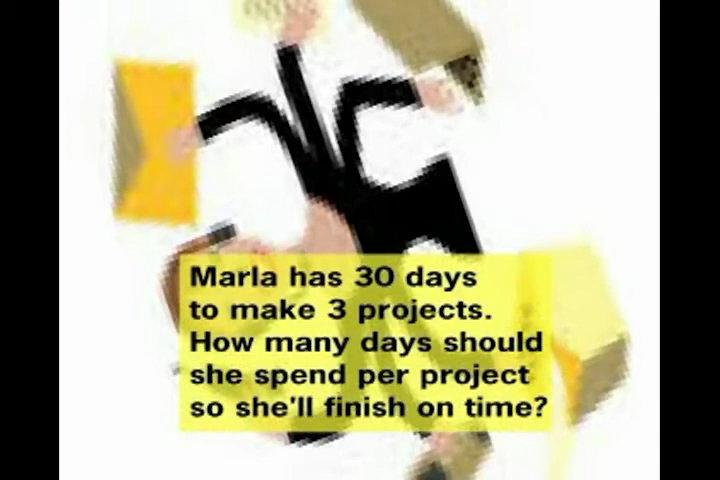 Marla has 30 days
to make 3 projects.
How many days should
she spend per project
so she'll finish on time?